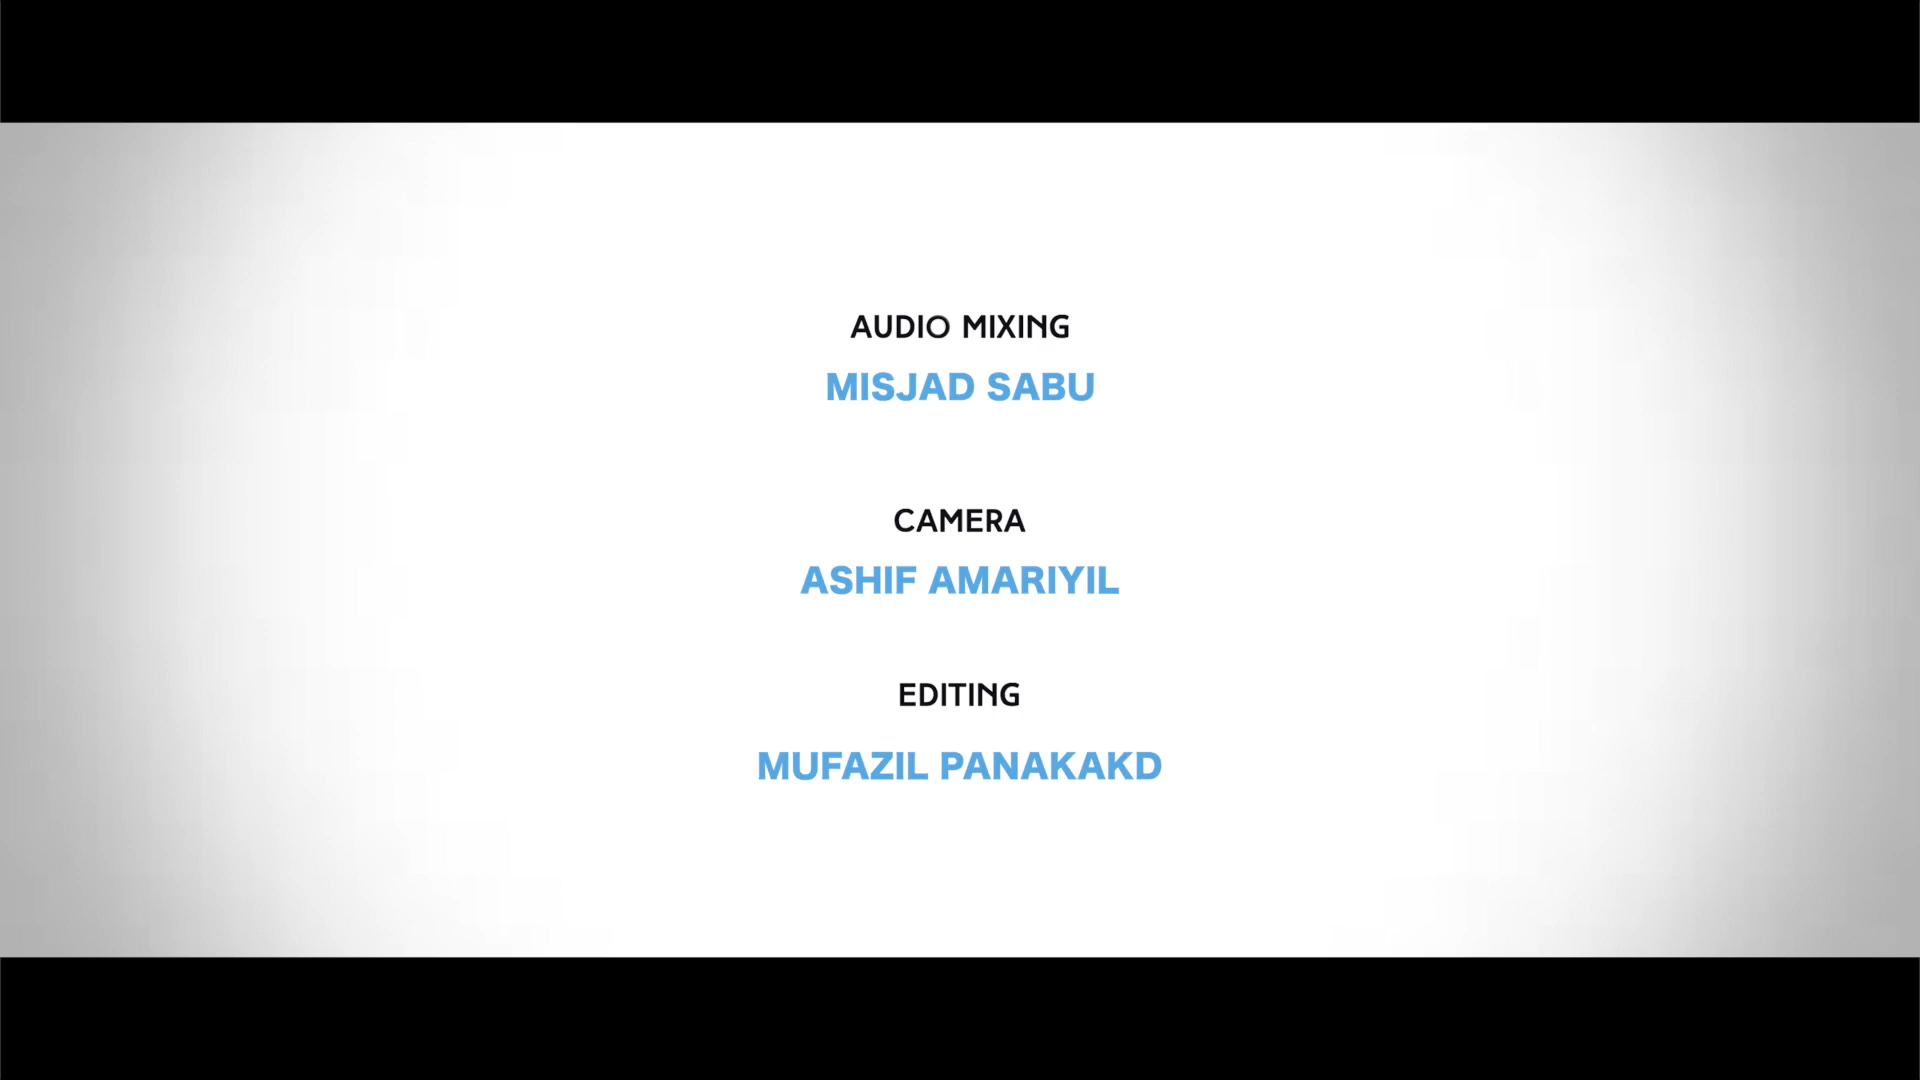 AUDIO MIXING
MISJAD SABU
CAMERA
ASHIF AMARIYIL
EDITING
MUFAZIL PANAKAKD